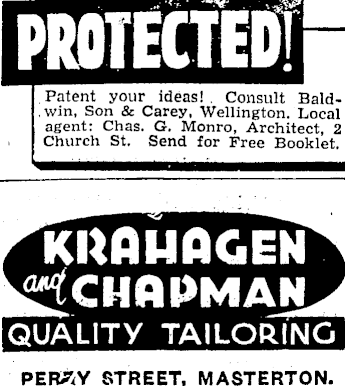 PROTECTED!
Patent your ideas! Consult Bald-
win, Son & Carey, Wellington. Local
agent: Chas. G. Monro, Architect, 2
Church St. Send for Free Booklet.
KRAHAGEN
and CHAPMAN
QUALITY TAILORING
PERRY STREET, MASTERTON.